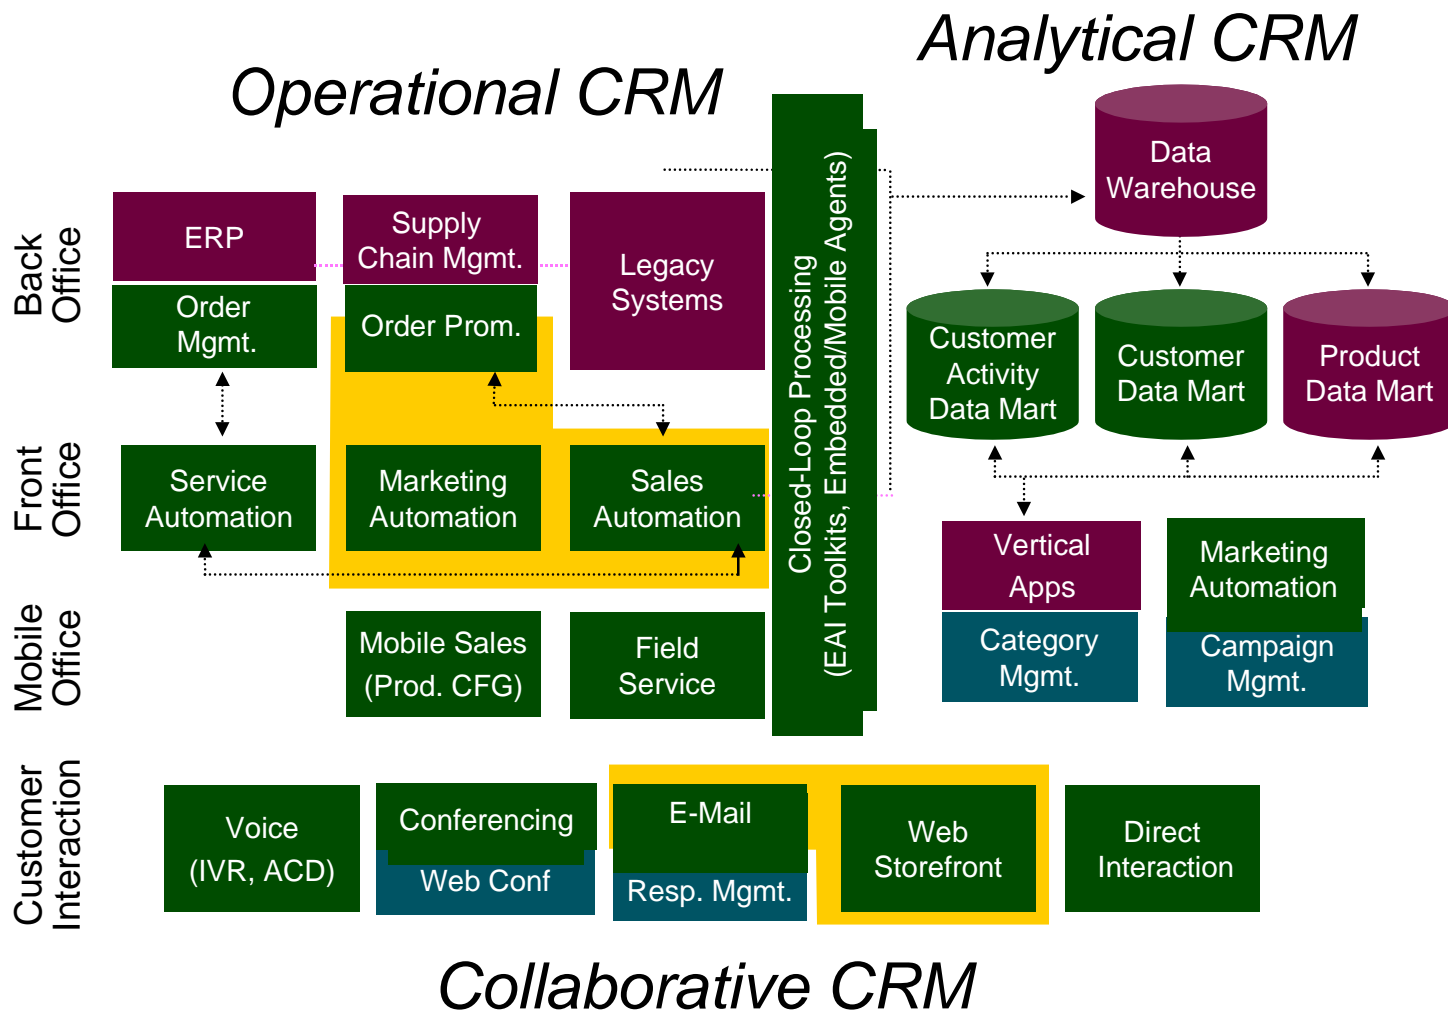 Analytical CRM
Operational CRM
Back
Office
ERP
Supply
Chain Mgmt.
Legacy
Systems
Order
Mgmt.
Order Prom.
Front
Office
Service
Automation
Marketing
Automation
Sales
Automation
Mobile
Office
Mobile Sales
(Prod. CFG)
Field
Service
Closed-Loop Processing
(EAI Toolkits, Embedded/Mobile Agents)
Data
Warehouse
Customer
Activity
Data Mart
Customer
Data Mart
Product
Data Mart
Vertical
Apps
Category
Mgmt.
Marketing
Automation
Campaign
Mgmt.
Customer
Interaction
Voice
(IVR, ACD)
Conferencing
Web Conf
E-Mail
Resp. Mgmt.
Web
Storefront
Direct
Interaction
Collaborative CRM